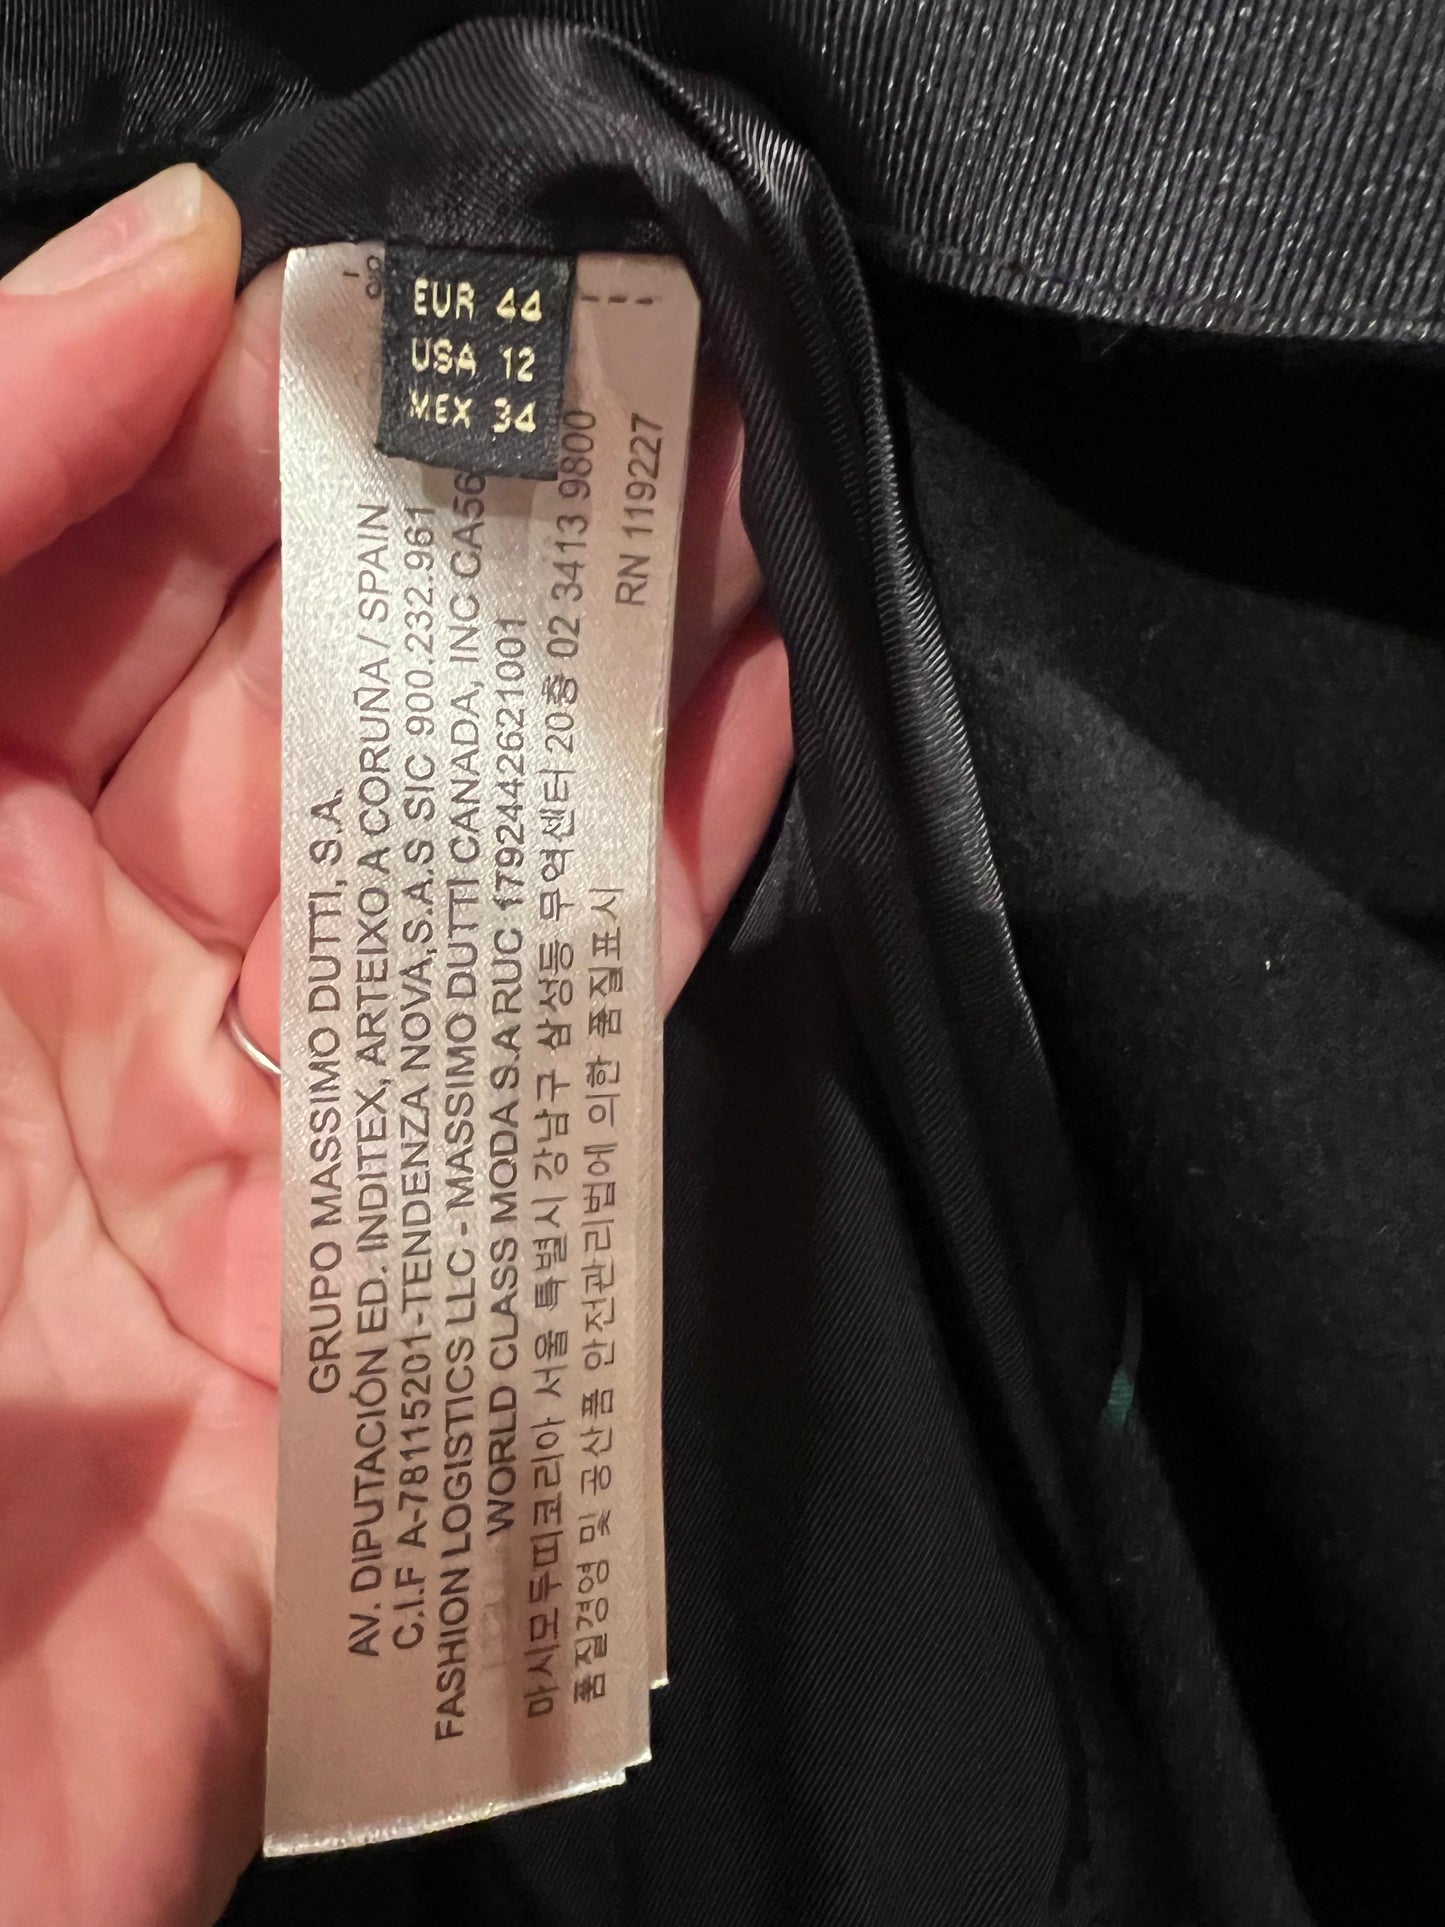 EUR 44
USA 12
MEX 34
GRUPO MASSIMO DUTTI, S.A.
AV. DIPUTACIÓN ED. INDITEX, ARTEIXO A CORUÑA / SPAIN
C.I.F A-78115201-TENDENZA NOVA,S.A.S SIC 900.232.961
FASHION LOGISTICS LLC - MASSIMO DUTTI CANADA, INC CA56
WORLD CLASS MODA S.A RUC 1792442621001
마시모두띠코리아 서울 특별시 강남구 삼성동 무역센터 20층 02 3413 9800
품질경영 및 공산품 안전관리법에 의한 품질표시
RN 119227